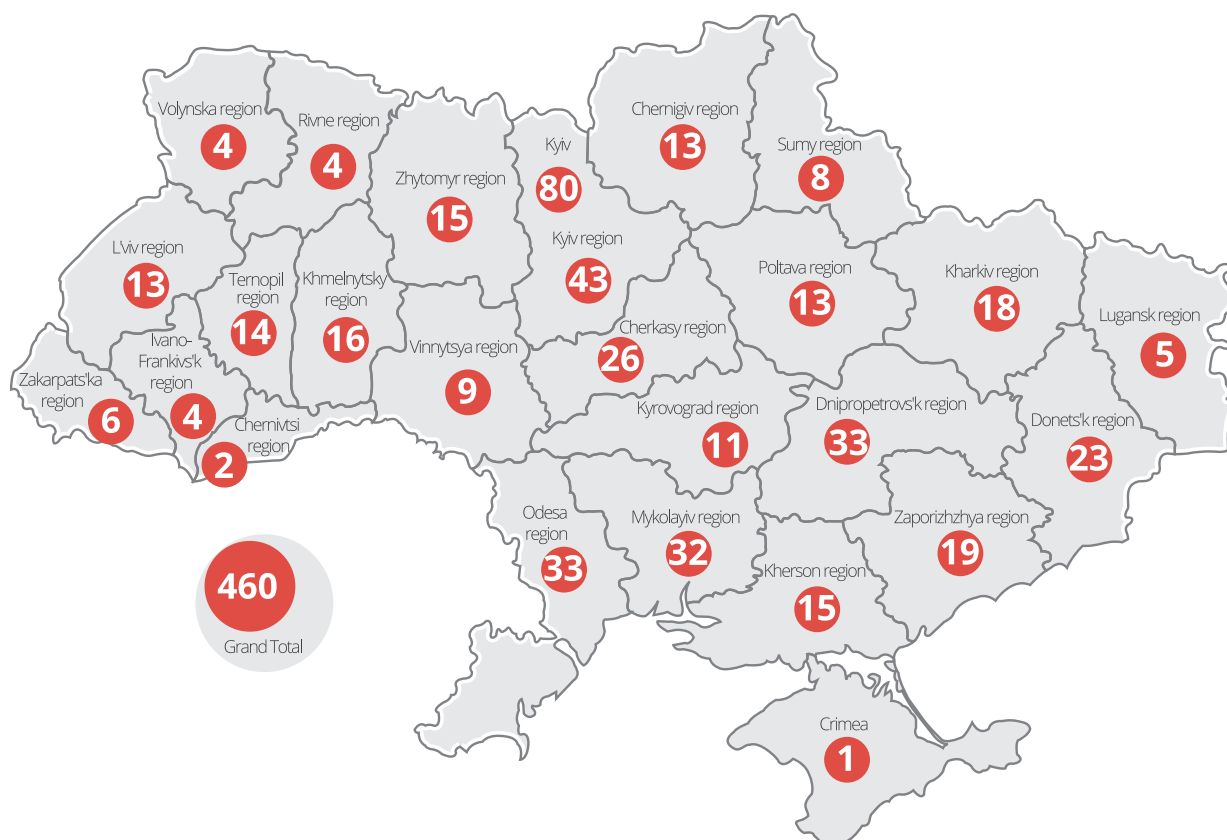 Volynska region
4
Rivne region
4
Zhytomyr region
15
Kyiv
80
Chernigiv region
13
Sumy region
8
L'viv region
13
Ternopil
region
14
Khmelnytsky
region
16
Kyiv region
43
Poltava region
13
Kharkiv region
18
Lugansk region
5
Zakarpats'ka
region
6
Ivano-
Frankivs'k
region
4
Chernivtsi
region
2
Vinnytsya region
9
Cherkasy region
26
Kyrovograd region
11
Dnipropetrovs'k region
33
Donets'k region
23
Odesa
region
33
Mykolayiv region
32
Kherson region
15
Zaporizhzhya region
19
Crimea
1
460
Grand Total